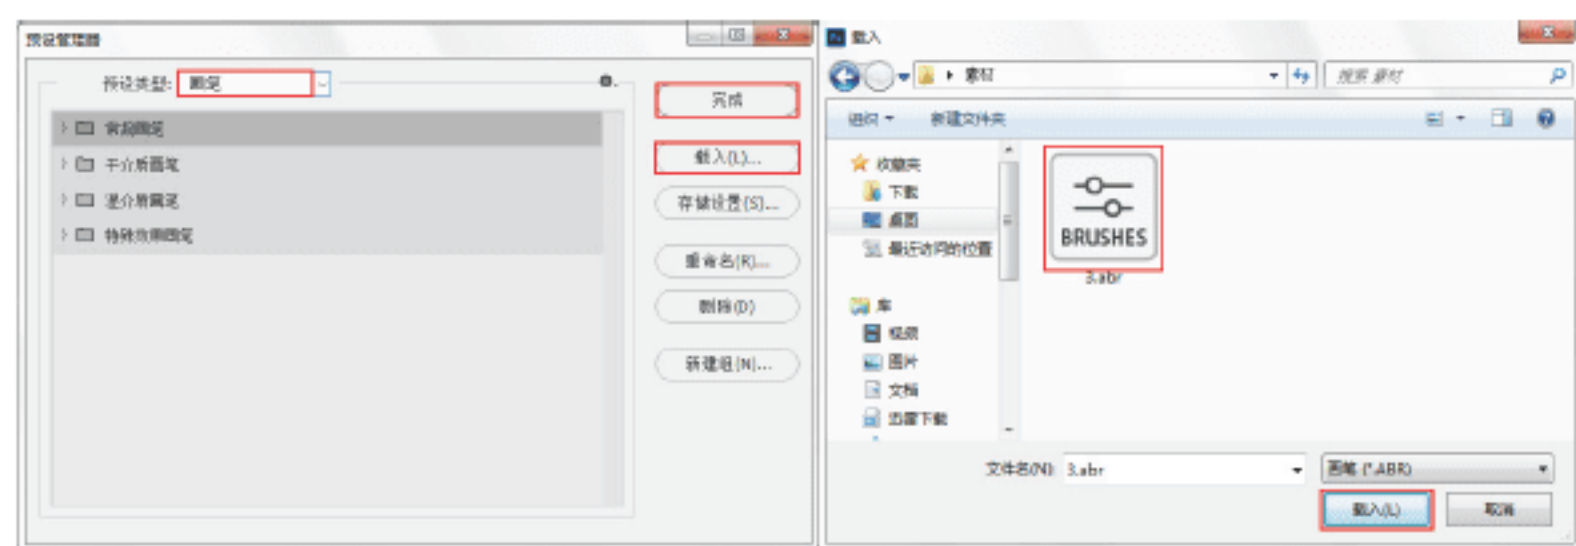 预设管理器
预设类型: 画笔
常规画笔
干介质画笔
湿介质画笔
特殊效果画笔
完成
载入(L)...
存储设置(S)...
重命名(R)...
删除(D)
新建组(N)...
载入
素材
搜索 素材
组织
新建文件夹
收藏夹
下载
桌面
最近访问的位置
库
视频
图片
文档
迅雷下载
BRUSHES
3.abr
文件名(N): 3.abr
画笔 (*.ABR)
载入(L)
取消